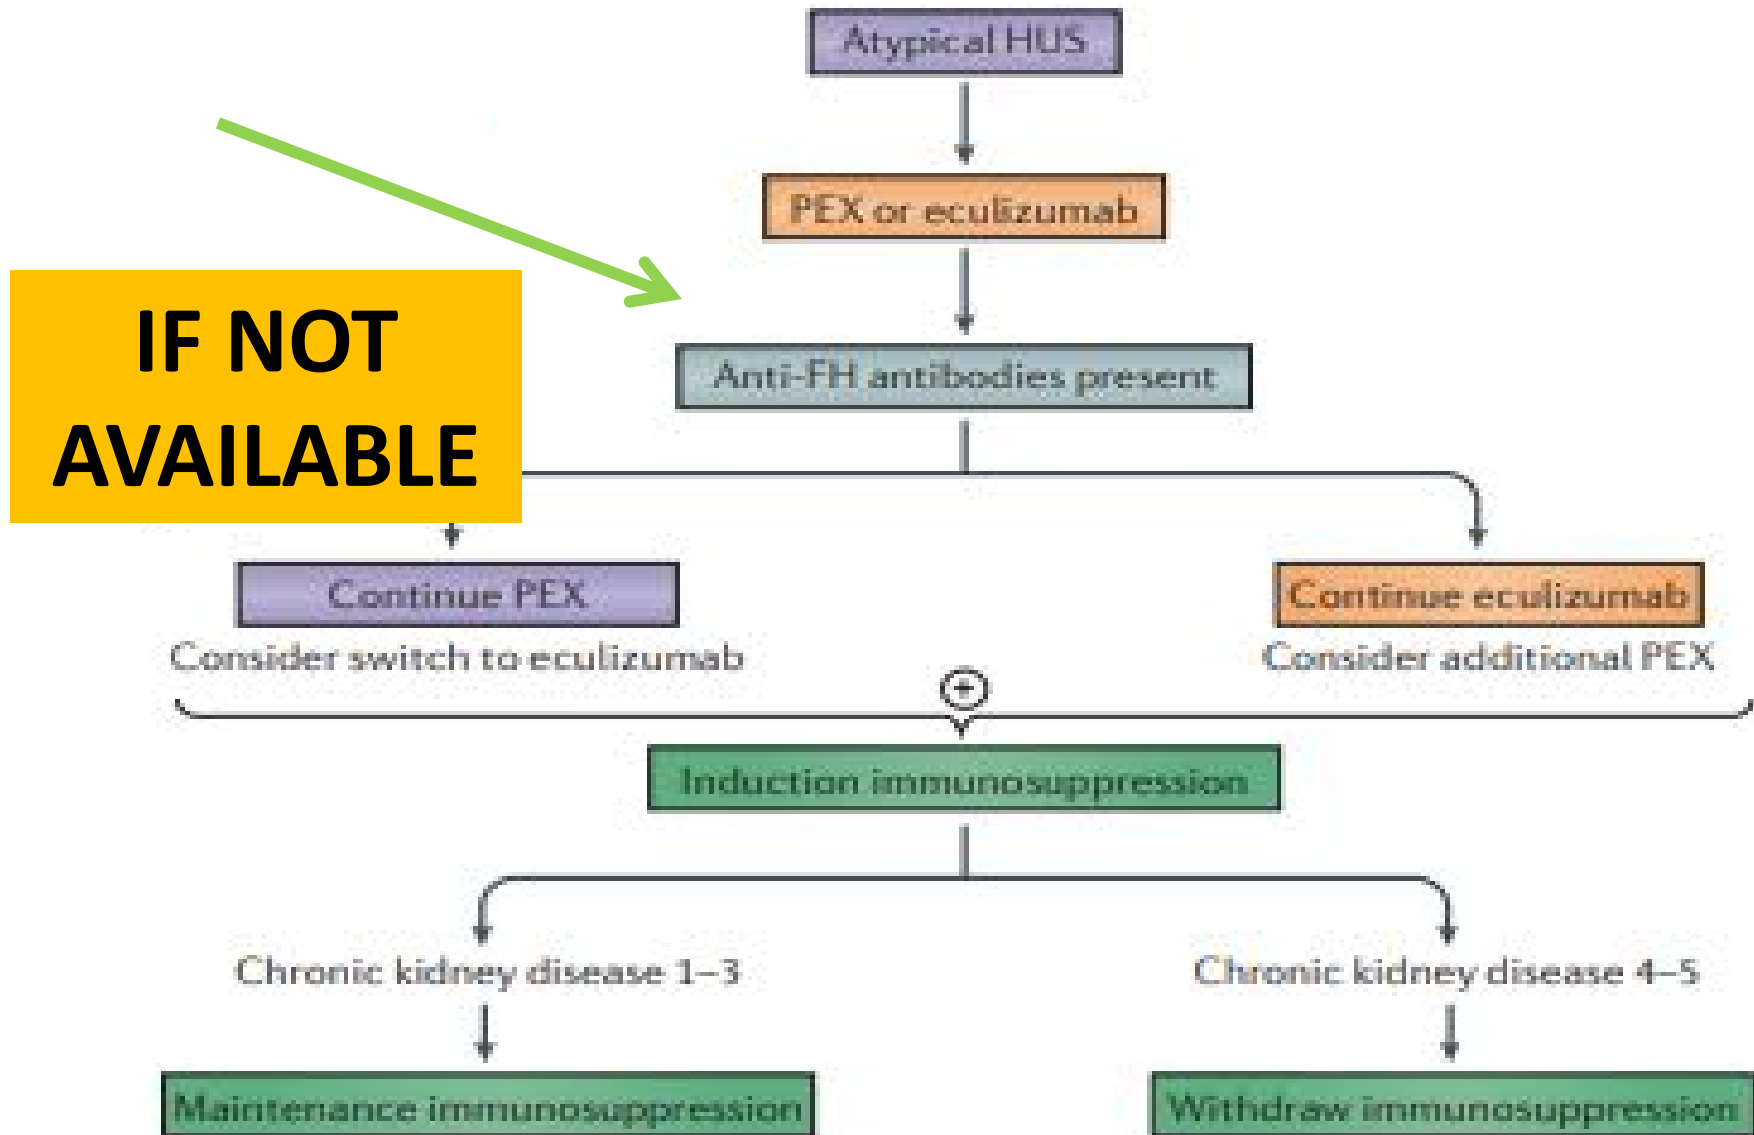 Atypical HUS
PEX or eculizumab
IF NOT
AVAILABLE
Anti-FH antibodies present
Continue PEX
Consider switch to eculizumab
Continue eculizumab
Consider additional PEX
+
Induction immunosuppression
Chronic kidney disease 1–3
Chronic kidney disease 4–5
Maintenance immunosuppression
Withdraw immunosuppression